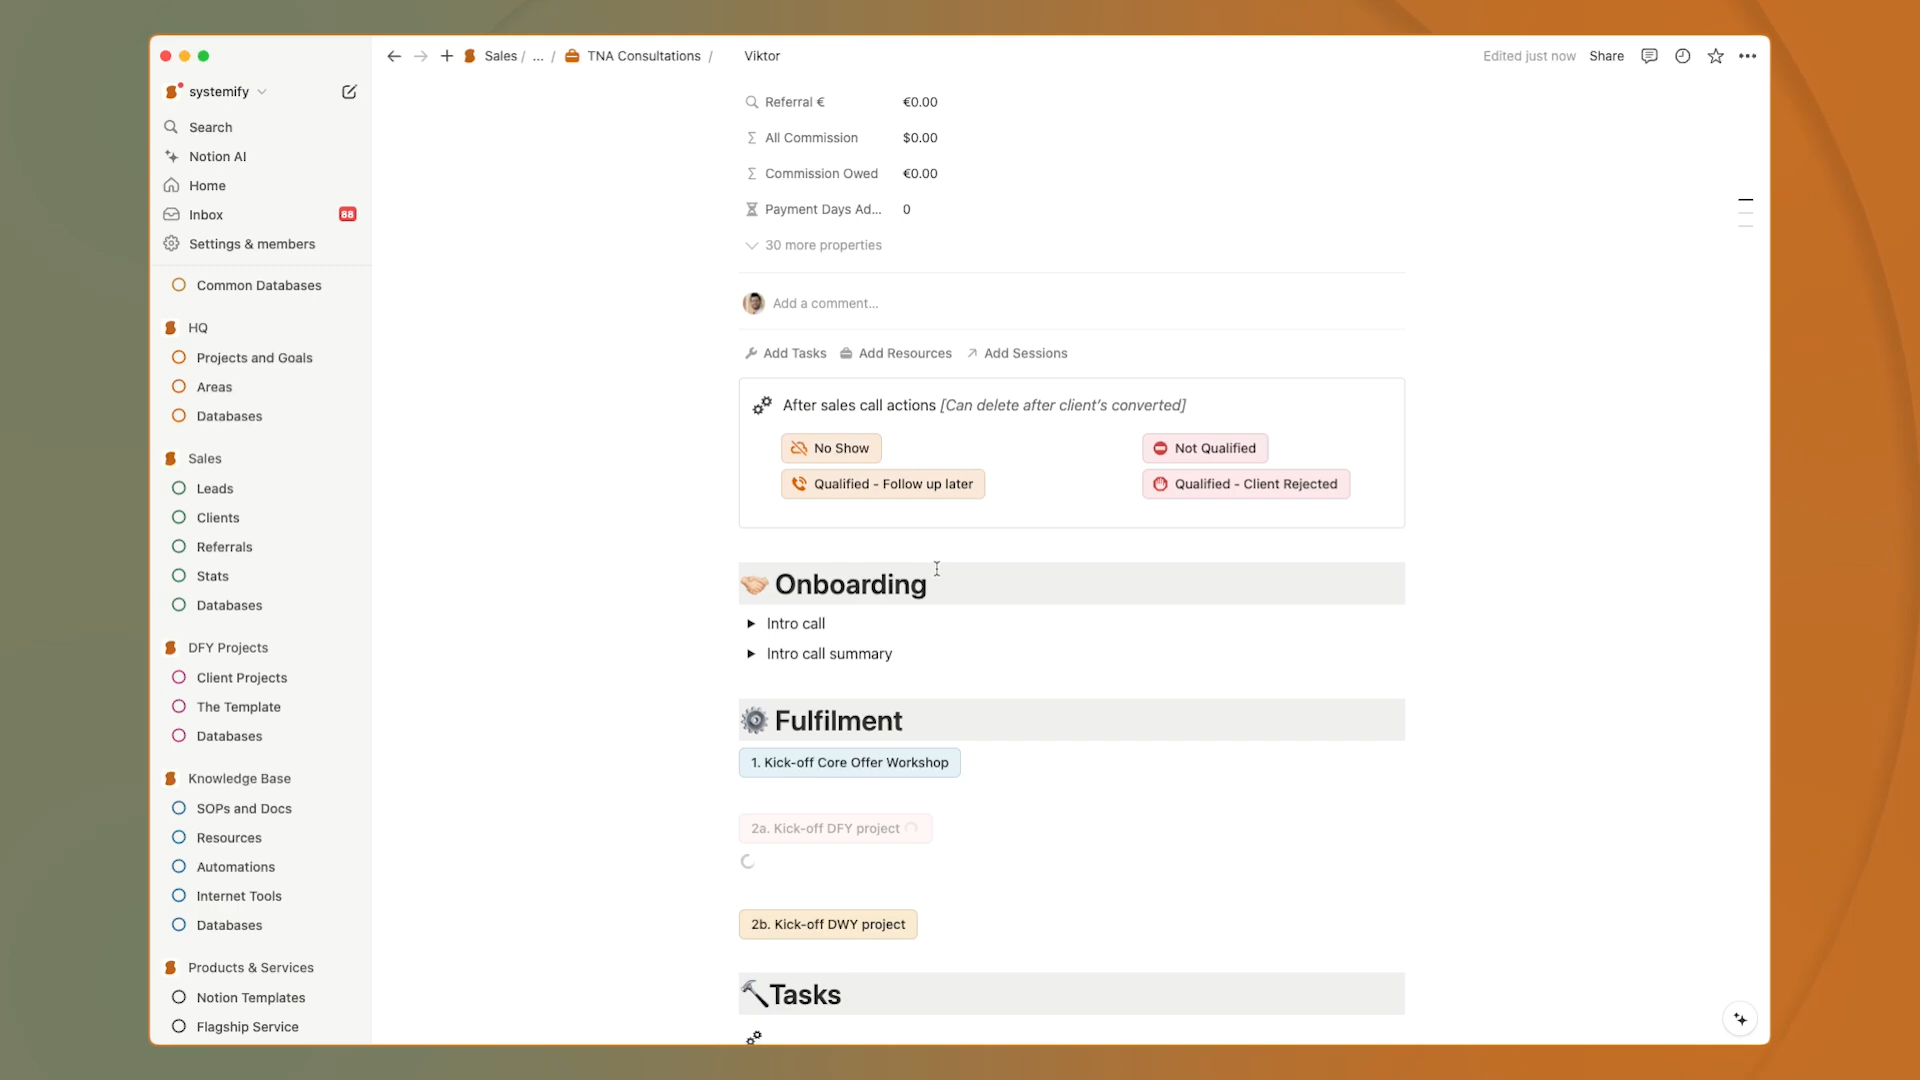 Sales / ... / TNA Consultations / Viktor
Edited just now Share
systemify
Search
Notion AI
Home
Inbox 88
Settings & members
Common Databases
HQ
Projects and Goals
Areas
Databases
Sales
Leads
Clients
Referrals
Stats
Databases
DFY Projects
Client Projects
The Template
Databases
Knowledge Base
SOPs and Docs
Resources
Automations
Internet Tools
Databases
Products & Services
Notion Templates
Flagship Service
Referral € €0.00
All Commission $0.00
Commission Owed €0.00
Payment Days Ad... 0
30 more properties
Add a comment...
Add Tasks Add Resources Add Sessions
After sales call actions [Can delete after client's converted]
No Show Not Qualified
Qualified - Follow up later Qualified - Client Rejected
Onboarding
Intro call
Intro call summary
Fulfilment
1. Kick-off Core Offer Workshop
2a. Kick-off DFY project
2b. Kick-off DWY project
Tasks